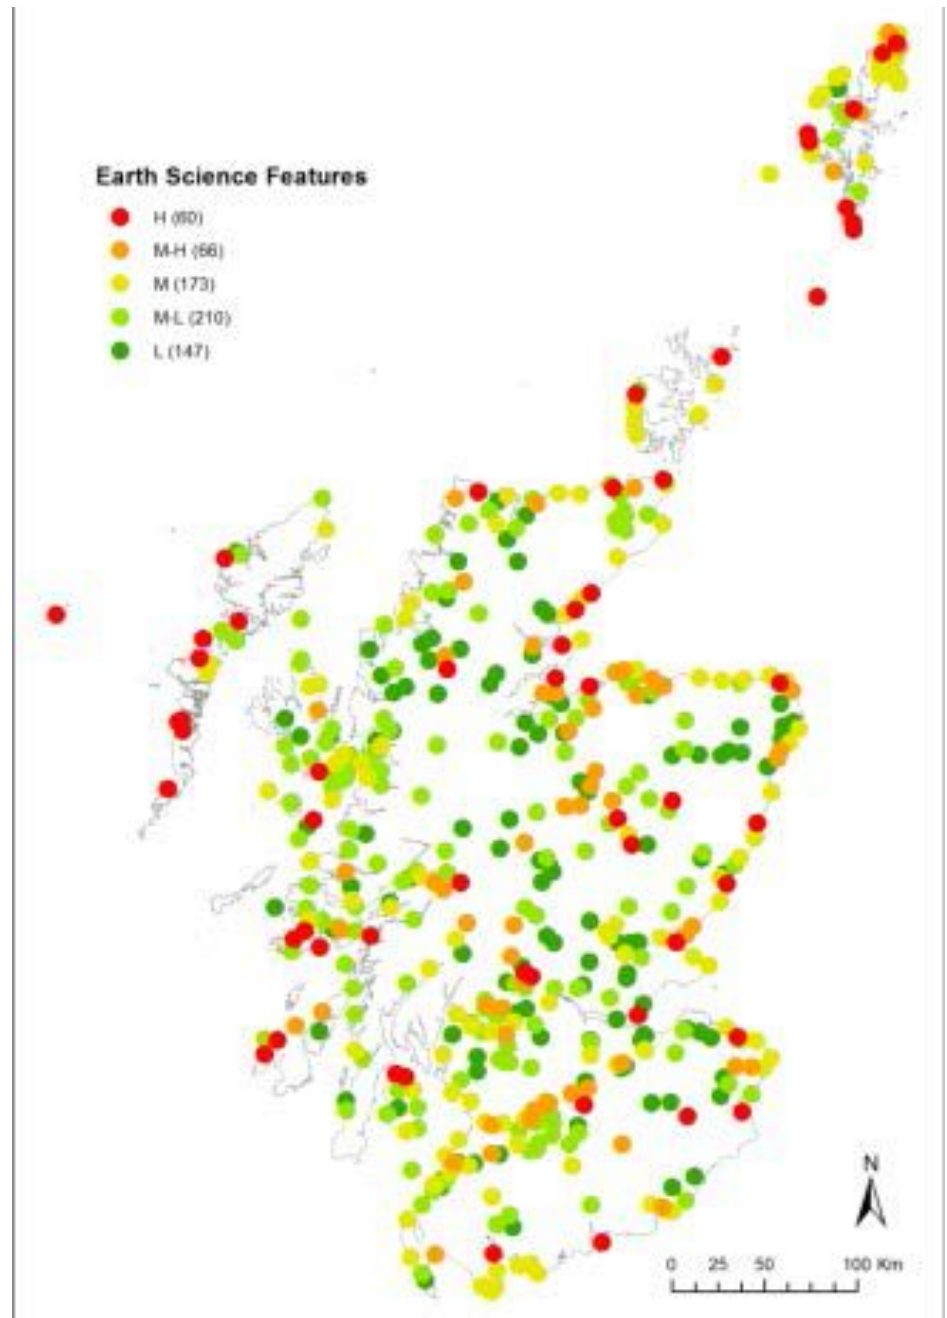 Earth Science Features
H (60)
M-H (66)
M (173)
M-L (210)
L (147)
N
0 25 50 100 Km